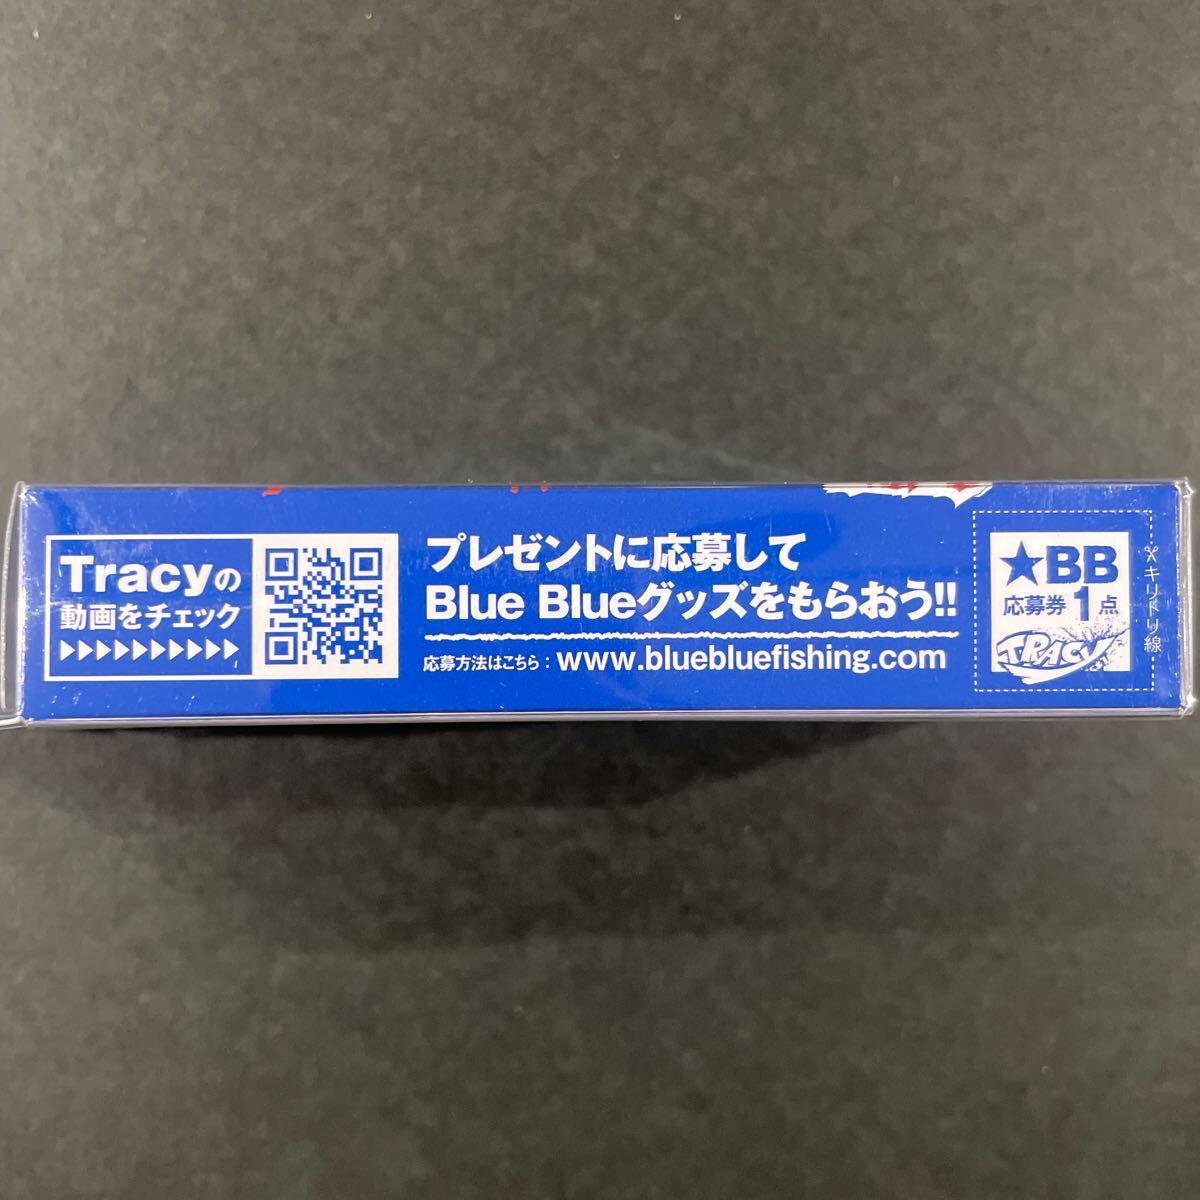 Tracyの
動画をチェック
プレゼントに応募して
Blue Blueグッズをもらおう!!
応募方法はこちら：www.bluebluefishing.com
★BB
応募券1点
TRACY
キリトリ線